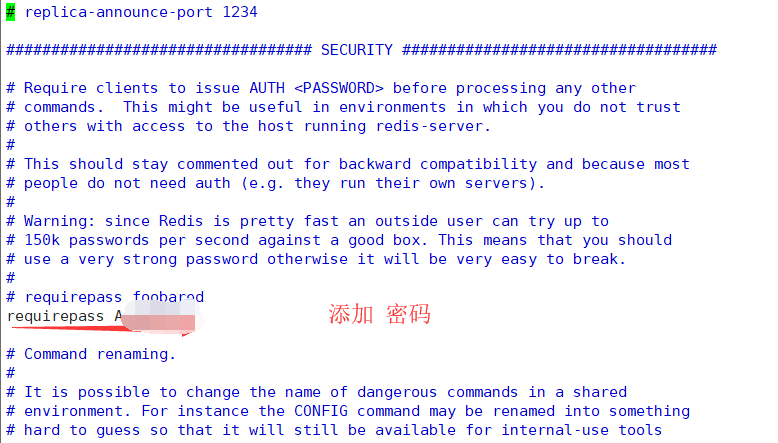 # replica-announce-port 1234
################################## SECURITY ###################################
# Require clients to issue AUTH <PASSWORD> before processing any other
# commands.  This might be useful in environments in which you do not trust
# others with access to the host running redis-server.
#
# This should stay commented out for backward compatibility and because most
# people do not need auth (e.g. they run their own servers).
#
# Warning: since Redis is pretty fast an outside user can try up to
# 150k passwords per second against a good box. This means that you should
# use a very strong password otherwise it will be very easy to break.
#
# requirepass foobared
requirepass A
添加 密码
# Command renaming.
#
# It is possible to change the name of dangerous commands in a shared
# environment. For instance the CONFIG command may be renamed into something
# hard to guess so that it will still be available for internal-use tools